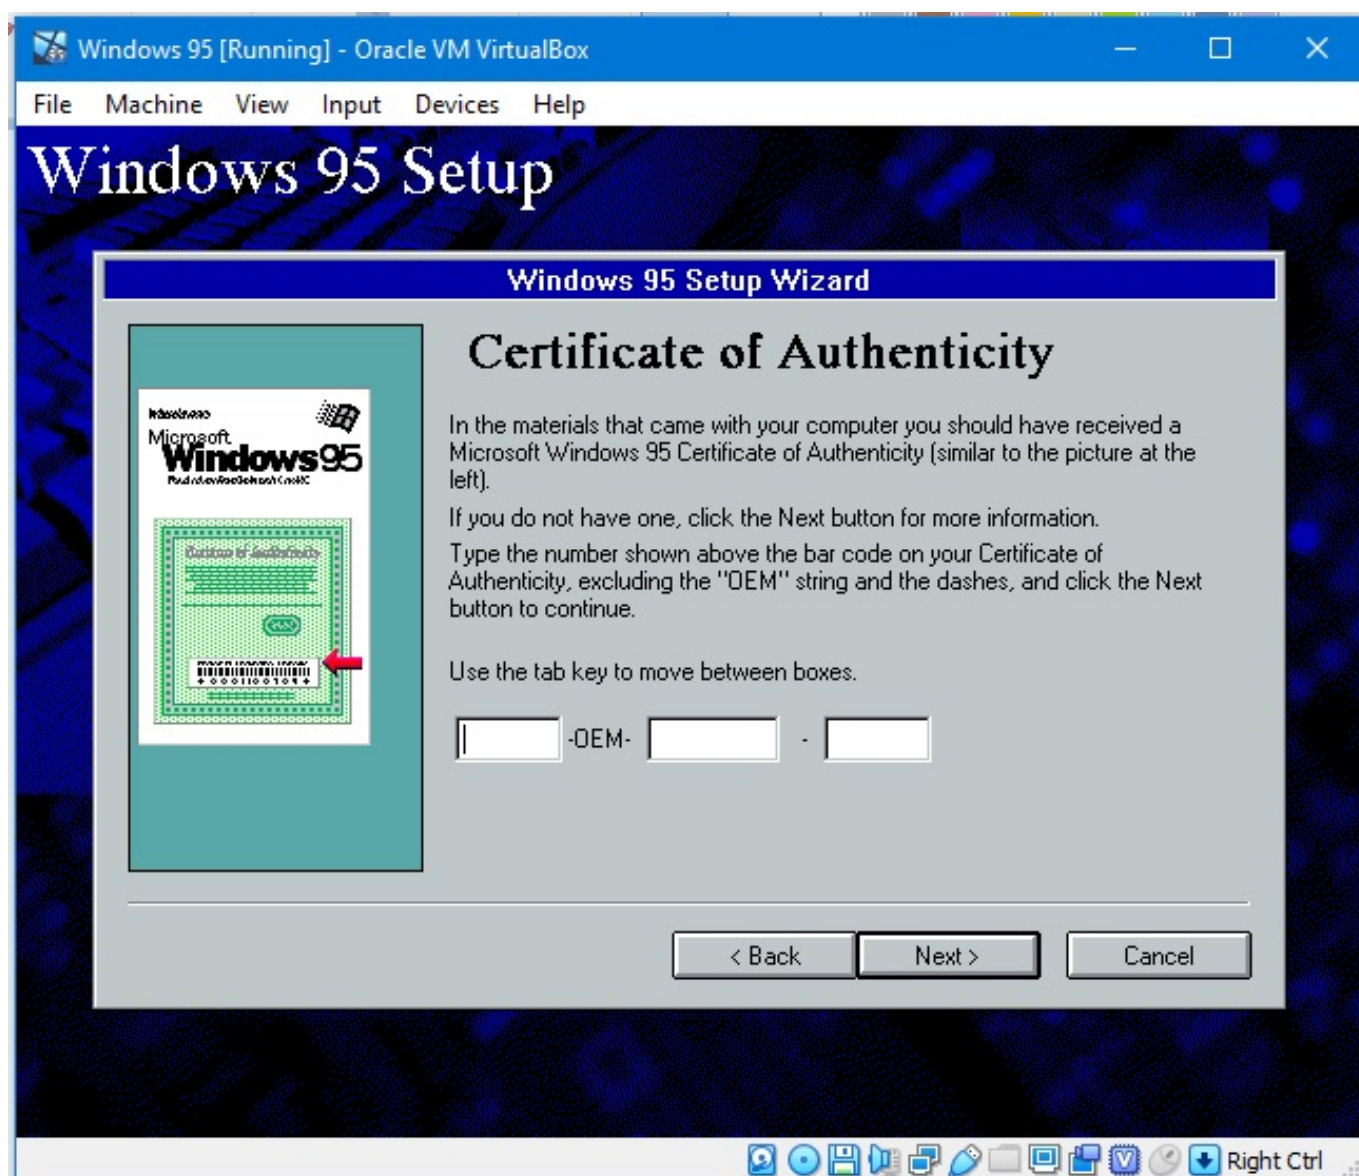 Windows 95 [Running] - Oracle VM VirtualBox
File Machine View Input Devices Help
Windows 95 Setup
Windows 95 Setup Wizard
Microsoft
Windows95
Certificate of Authenticity
In the materials that came with your computer you should have received a
Microsoft Windows 95 Certificate of Authenticity (similar to the picture at the
left).
If you do not have one, click the Next button for more information.
Type the number shown above the bar code on your Certificate of
Authenticity, excluding the "OEM" string and the dashes, and click the Next
button to continue.
Use the tab key to move between boxes.
-OEM- -
< Back Next > Cancel
Right Ctrl